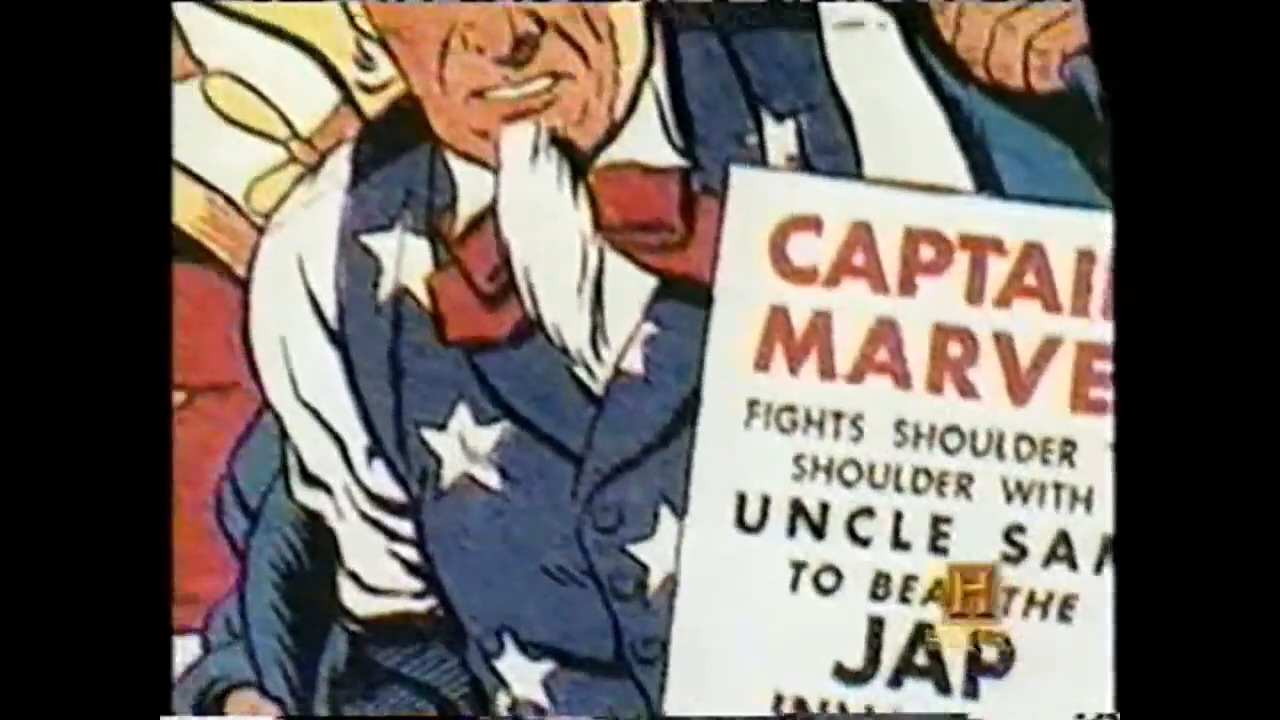 CAPTAI
MARVE
FIGHTS SHOULDER
SHOULDER WITH
UNCLE SA
TO BEA THE
JAP
H